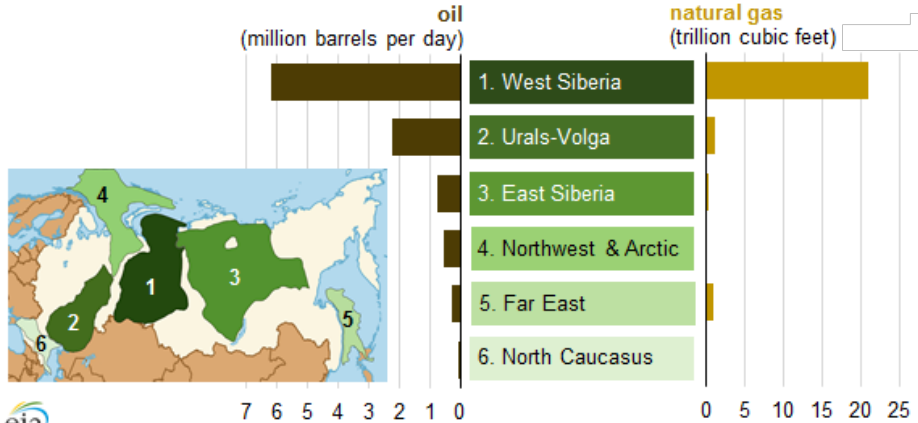 oil
(million barrels per day)
natural gas
(trillion cubic feet)
1. West Siberia
2. Urals-Volga
3. East Siberia
4. Northwest & Arctic
5. Far East
6. North Caucasus
4
1
3
2
5
6
7 6 5 4 3 2 1 0
0 5 10 15 20 25
eia